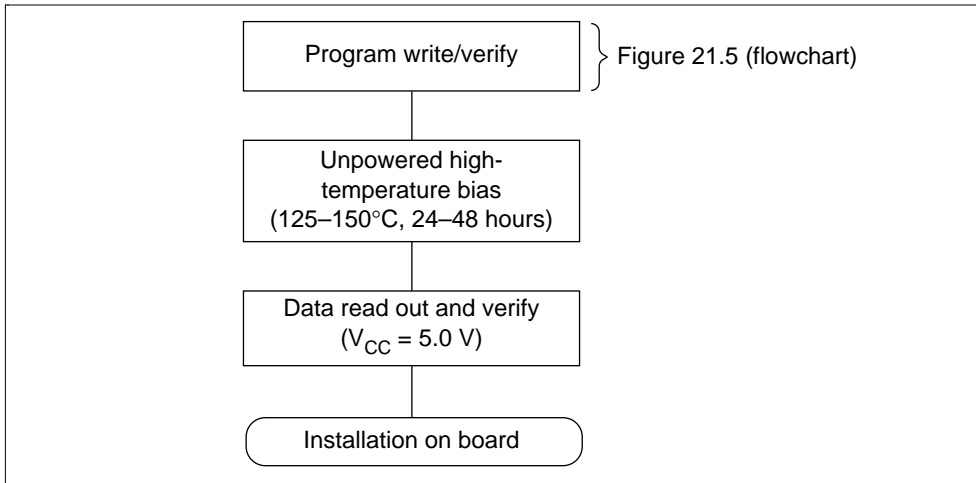 Program write/verify
Figure 21.5 (flowchart)
Unpowered high-
temperature bias
(125–150°C, 24–48 hours)
Data read out and verify
(VCC = 5.0 V)
Installation on board